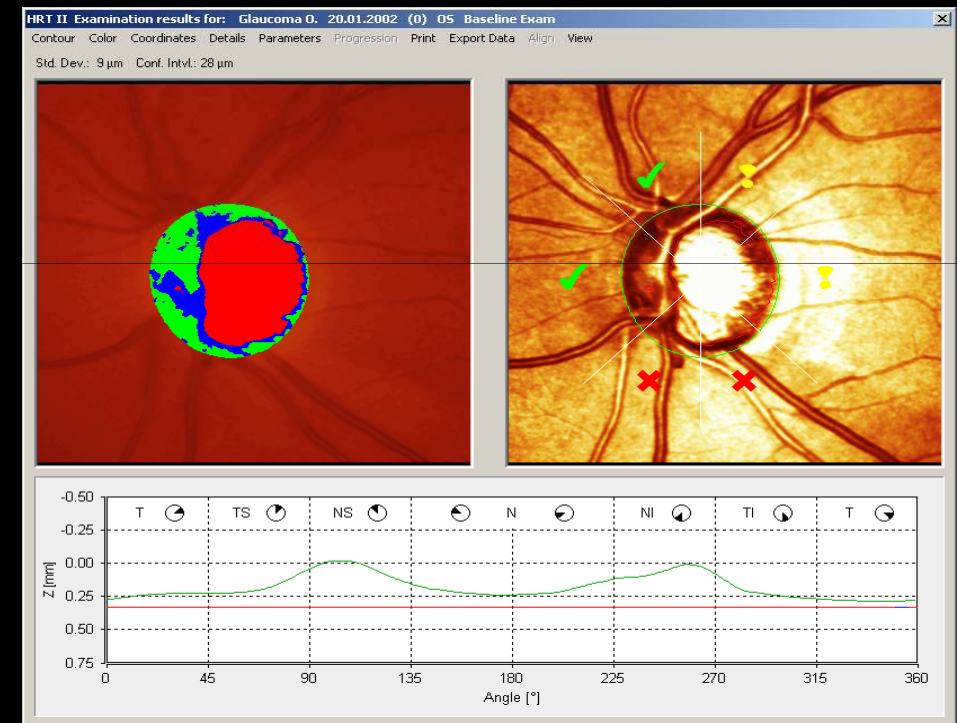 HRT II Examination results for: Glaucoma O. 20.01.2002 (0) OS Baseline Exam
Contour Color Coordinates Details Parameters Progression Print Export Data Align View
Std. Dev.: 9 µm Conf. Intvl.: 28 µm
-0.50
T TS NS N NI TI T
-0.25
0.00
Z [mm]
0.25
0.50
0.75
0 45 90 135 180 225 270 315 360
Angle [°]